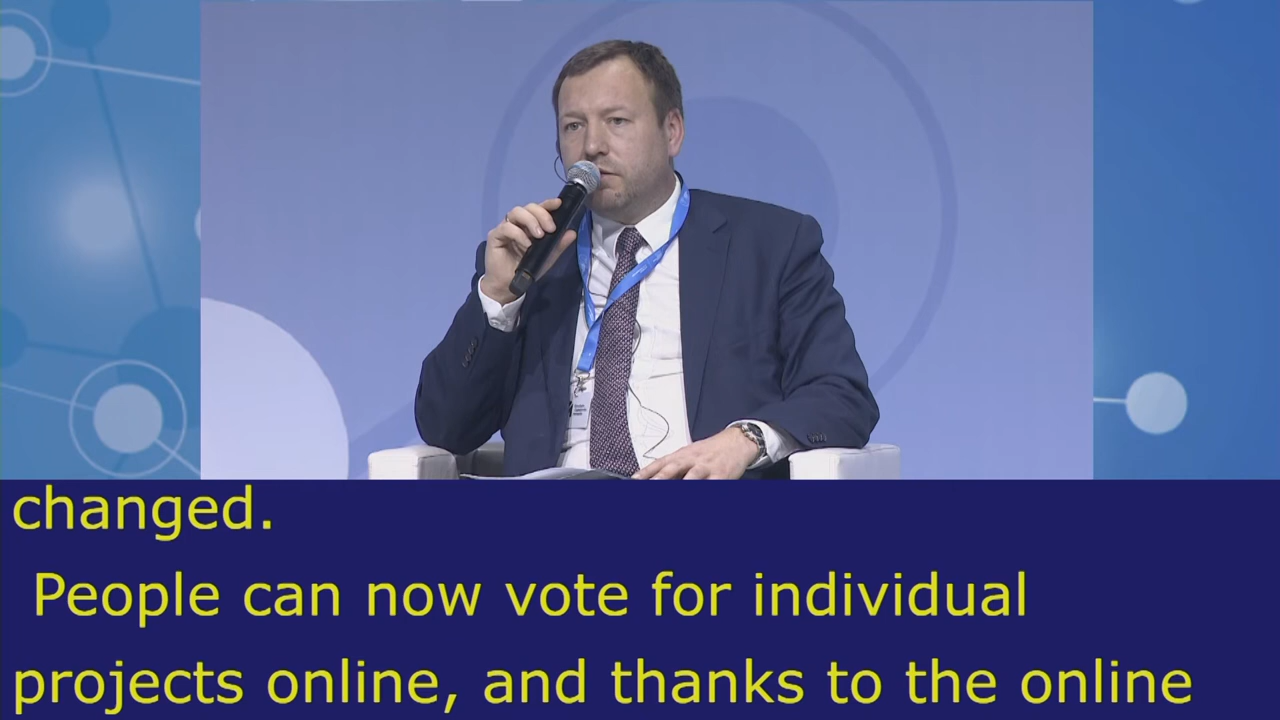 changed.
People can now vote for individual
projects online, and thanks to the online